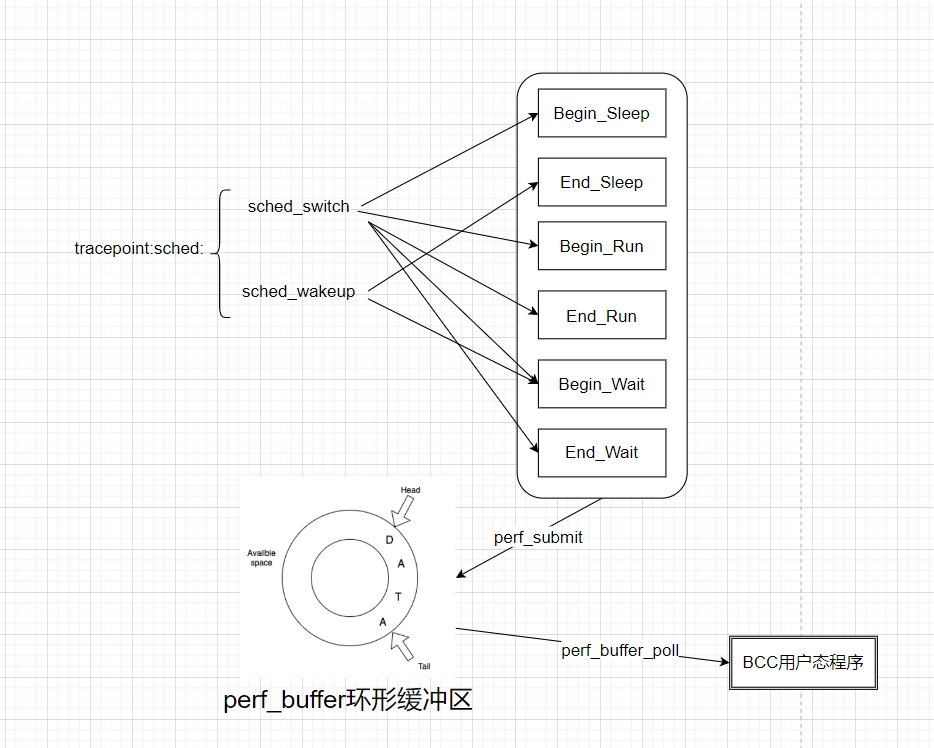 Begin_Sleep
End_Sleep
sched_switch
Begin_Run
tracepoint:sched:
sched_wakeup
End_Run
Begin_Wait
End_Wait
Head
perf_submit
D
Availble
space
A
T
A
Tail
perf_buffer_poll
BCC用户态程序
perf_buffer环形缓冲区